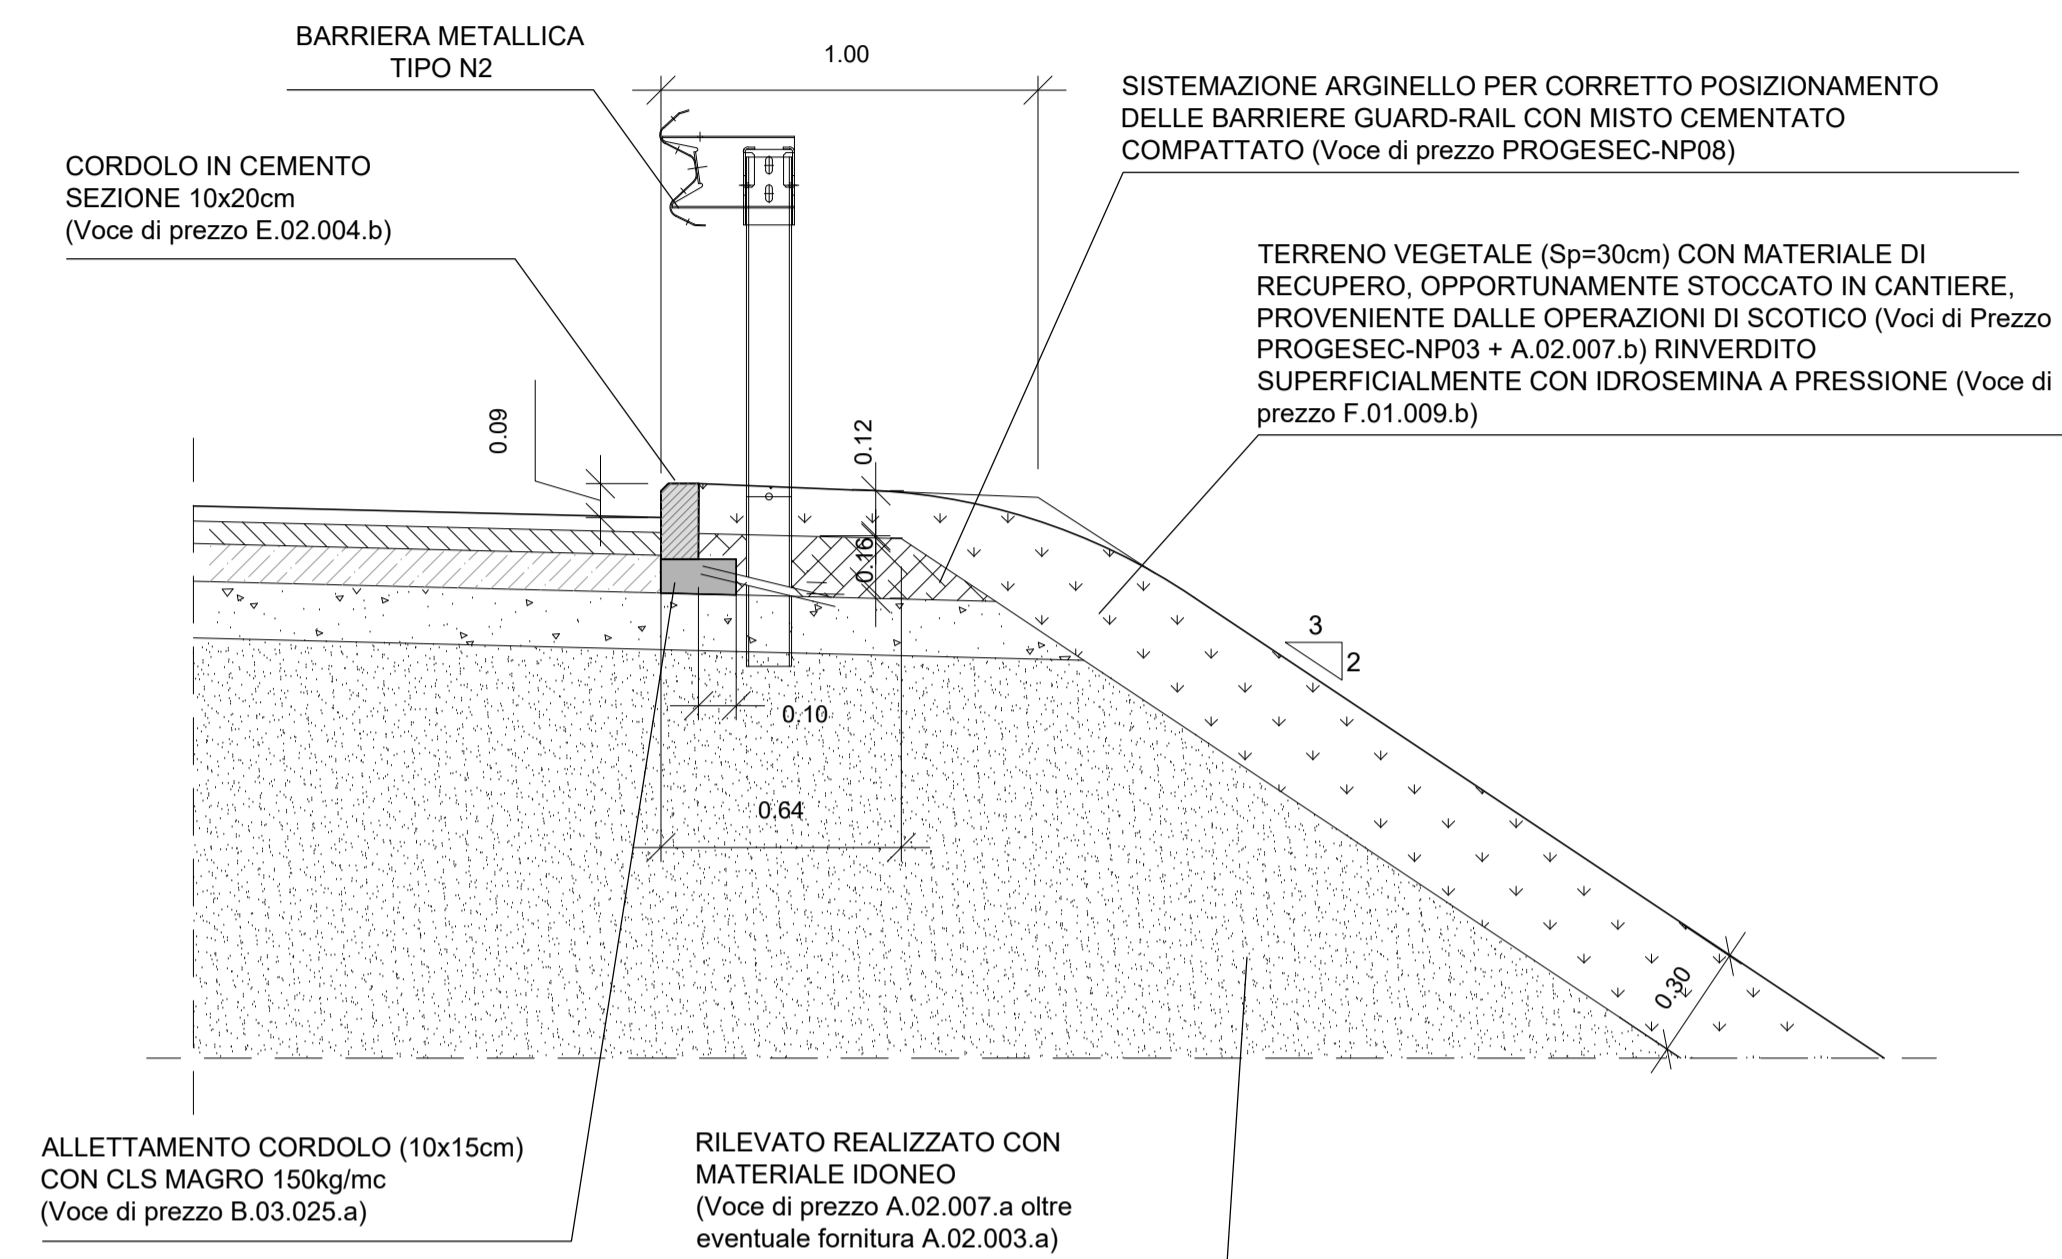 BARRIERA METALLICA
TIPO N2
1.00
SISTEMAZIONE ARGINELLO PER CORRETTO POSIZIONAMENTO
DELLE BARRIERE GUARD-RAIL CON MISTO CEMENTATO
COMPATTATO (Voce di prezzo PROGESEC-NP08)
CORDOLO IN CEMENTO
SEZIONE 10x20cm
(Voce di prezzo E.02.004.b)
TERRENO VEGETALE (Sp=30cm) CON MATERIALE DI
RECUPERO, OPPORTUNAMENTE STOCCATO IN CANTIERE,
PROVENIENTE DALLE OPERAZIONI DI SCOTICO (Voci di Prezzo
PROGESEC-NP03 + A.02.007.b) RINVERDITO
SUPERFICIALMENTE CON IDROSEMINA A PRESSIONE (Voce di
prezzo F.01.009.b)
0.09
0.12
0.16
3
2
0.10
0.64
0.30
ALLETTAMENTO CORDOLO (10x15cm)
CON CLS MAGRO 150kg/mc
(Voce di prezzo B.03.025.a)
RILEVATO REALIZZATO CON
MATERIALE IDONEO
(Voce di prezzo A.02.007.a oltre
eventuale fornitura A.02.003.a)